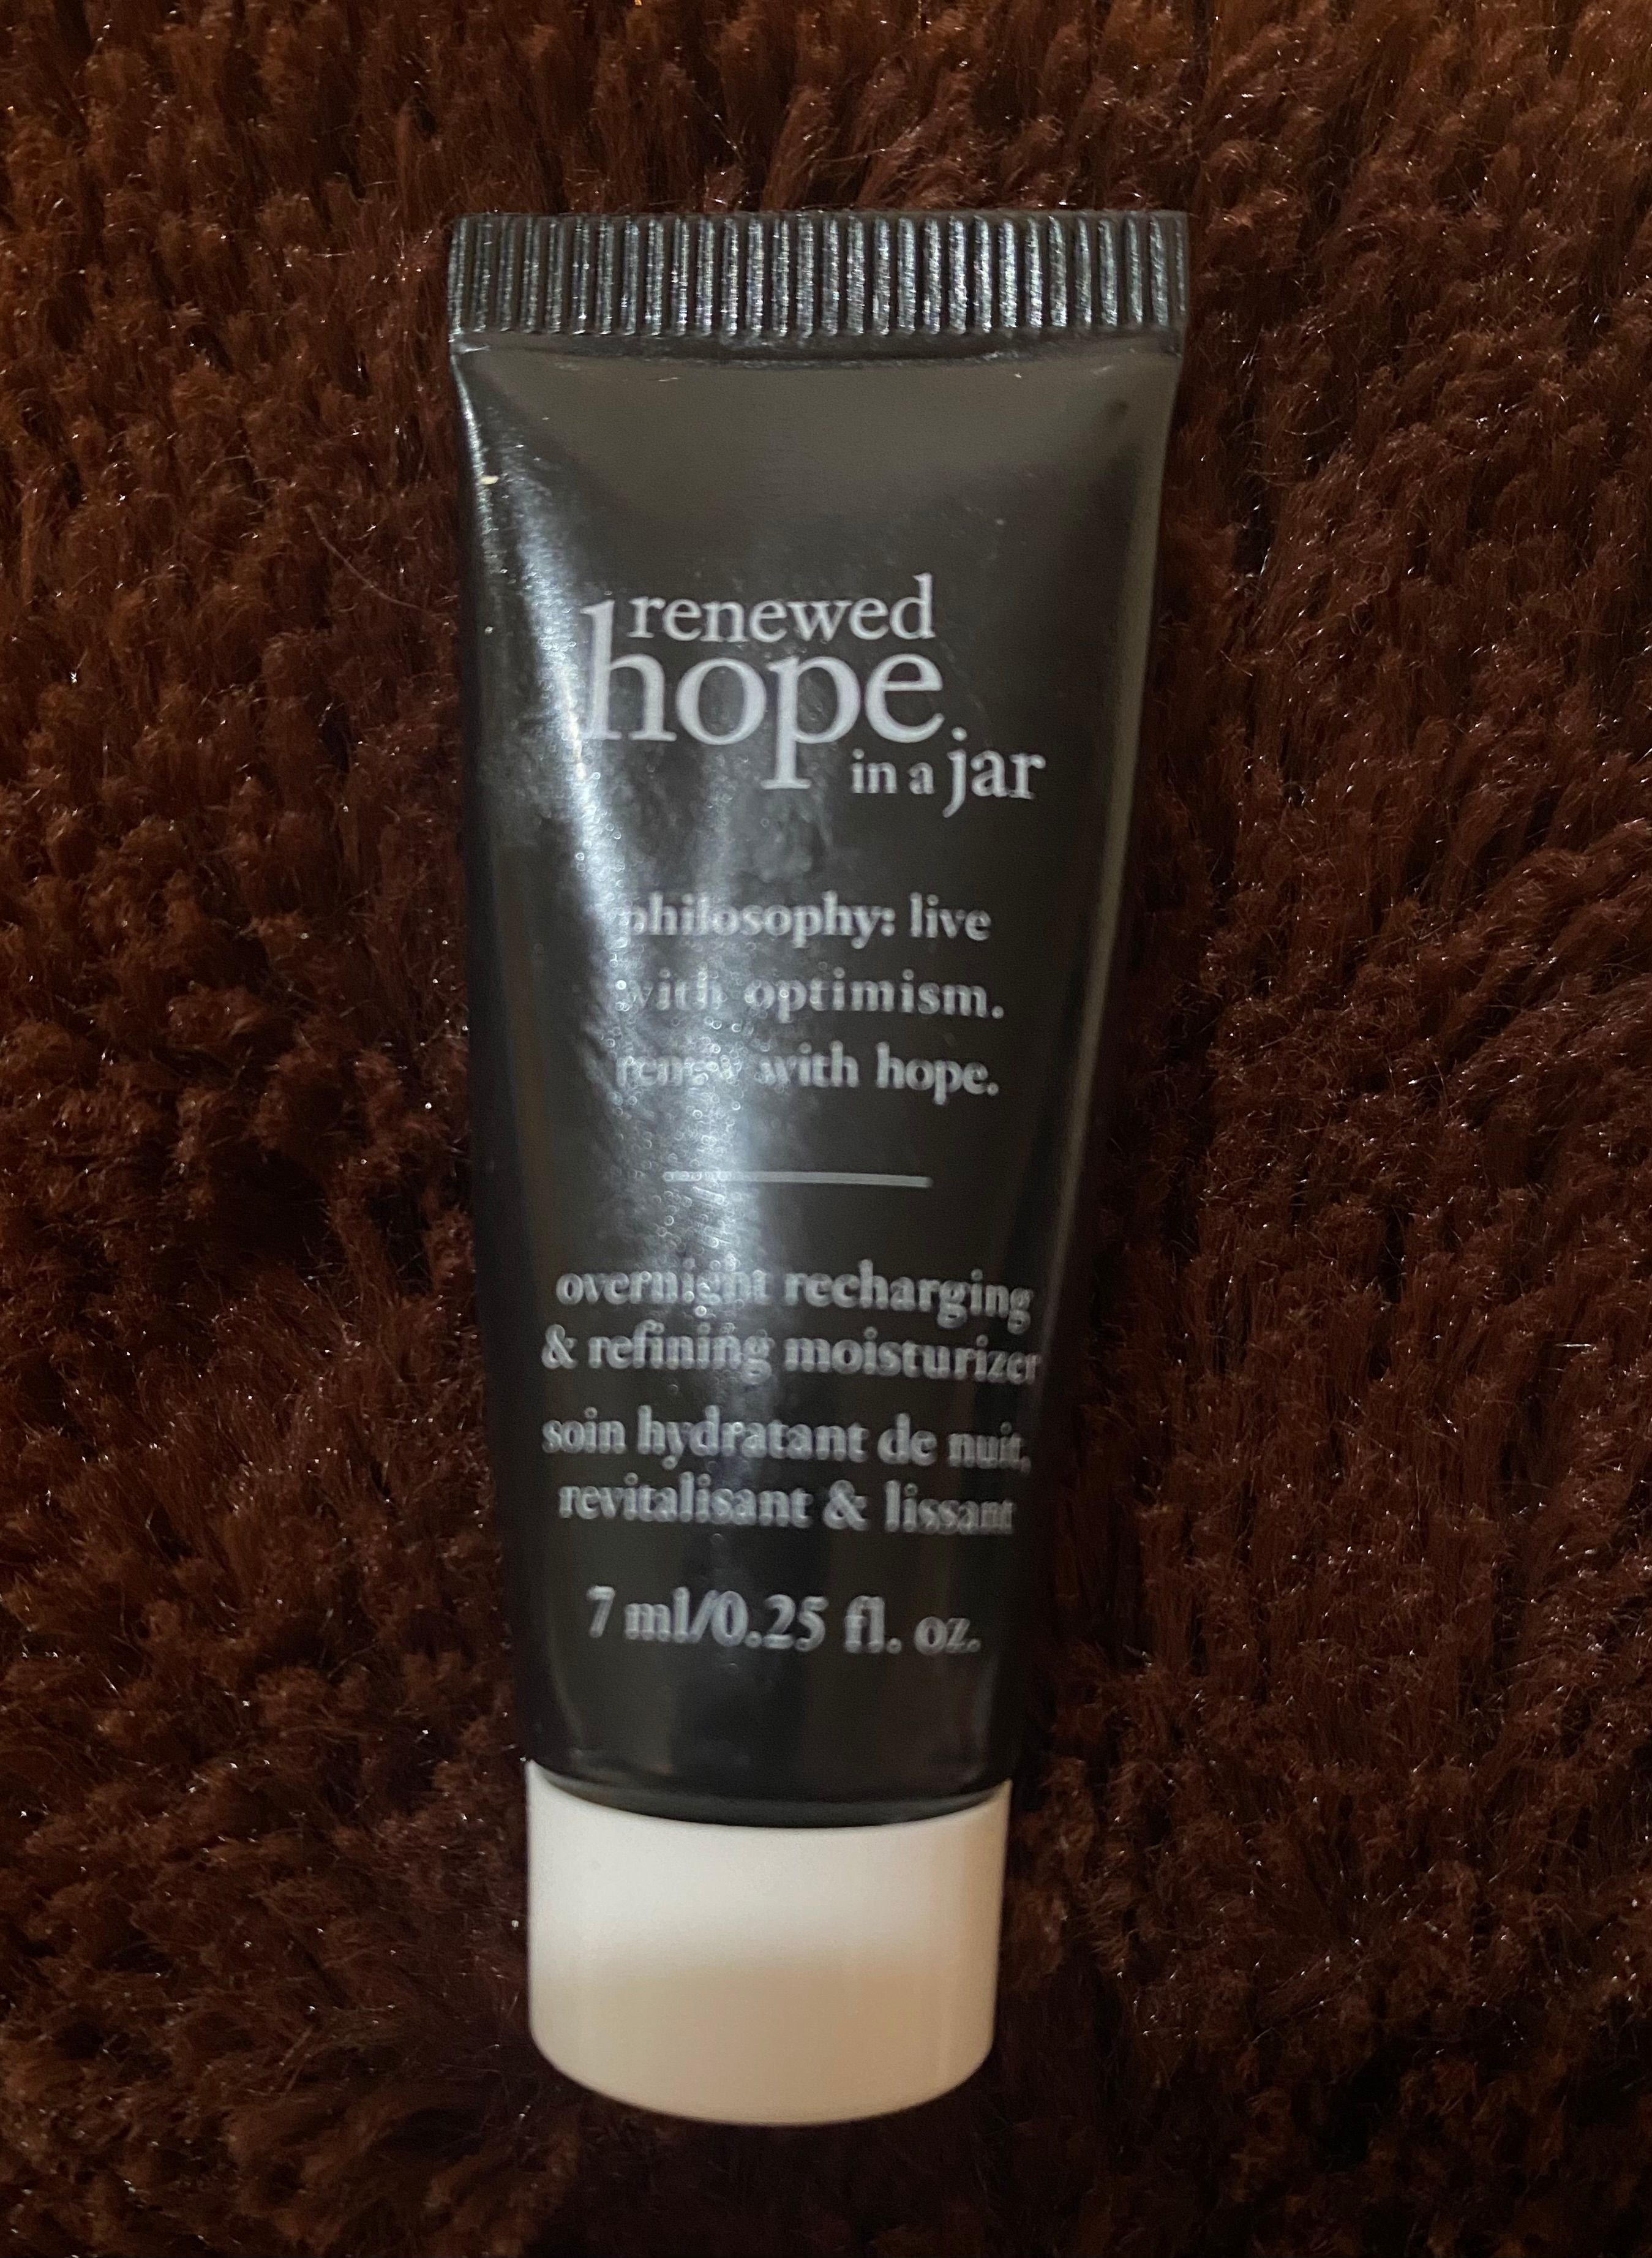 renewed
hope
in a jar
philosophy: live
with optimism.
renew with hope.
overnight recharging
& refining moisturizer
soin hydratant de nuit,
revitalisant & lissant
7 ml/0.25 fl. oz.